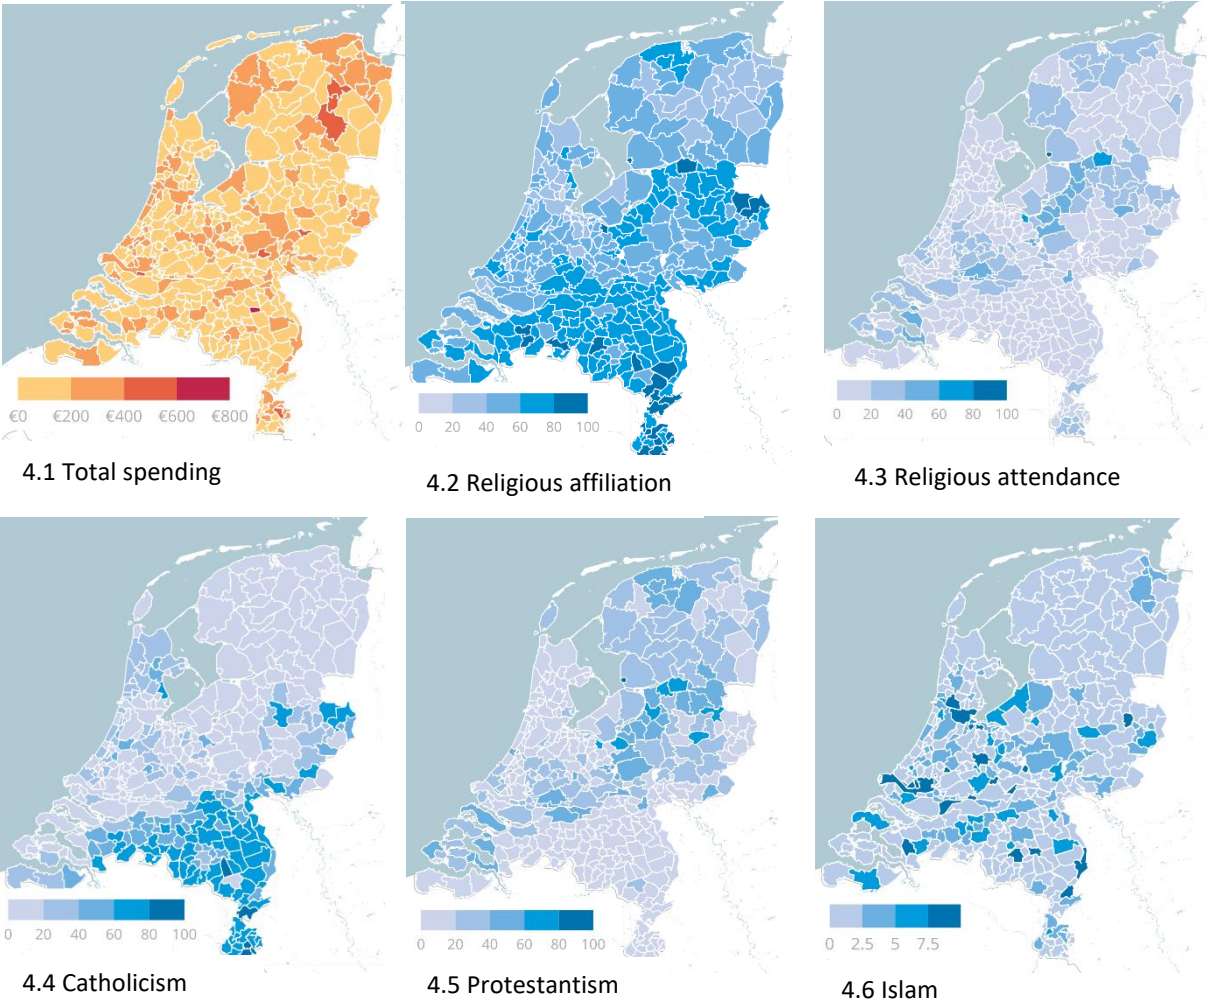 €0 €200 €400 €600 €800
4.1 Total spending
0 20 40 60 80 100
4.2 Religious affiliation
0 20 40 60 80 100
4.3 Religious attendance
0 20 40 60 80 100
4.4 Catholicism
0 20 40 60 80 100
4.5 Protestantism
0 2.5 5 7.5
4.6 Islam